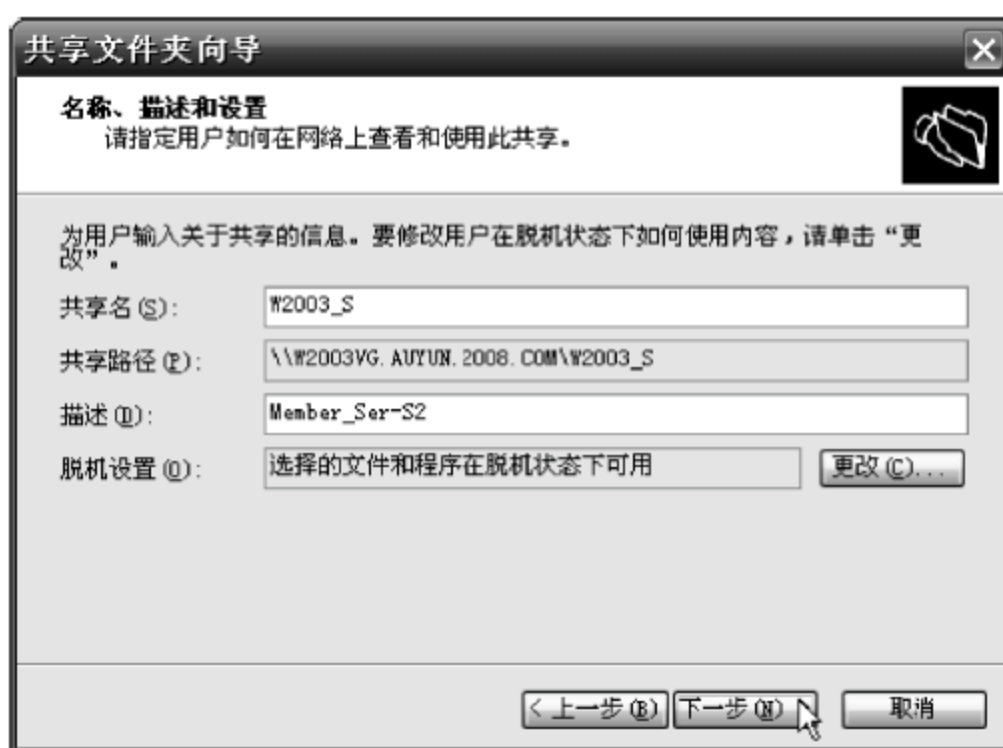 共享文件夹向导
名称、描述和设置
请指定用户如何在网络上查看和使用此共享。
为用户输入关于共享的信息。要修改用户在脱机状态下如何使用内容，请单击“更
改”。
共享名(S): W2003_S
共享路径(P): \\W2003VG.AUYUN.2008.COM\W2003_S
描述(D): Member_Ser-S2
脱机设置(O): 选择的文件和程序在脱机状态下可用 更改(C)...
< 上一步(B) 下一步(N) > 取消